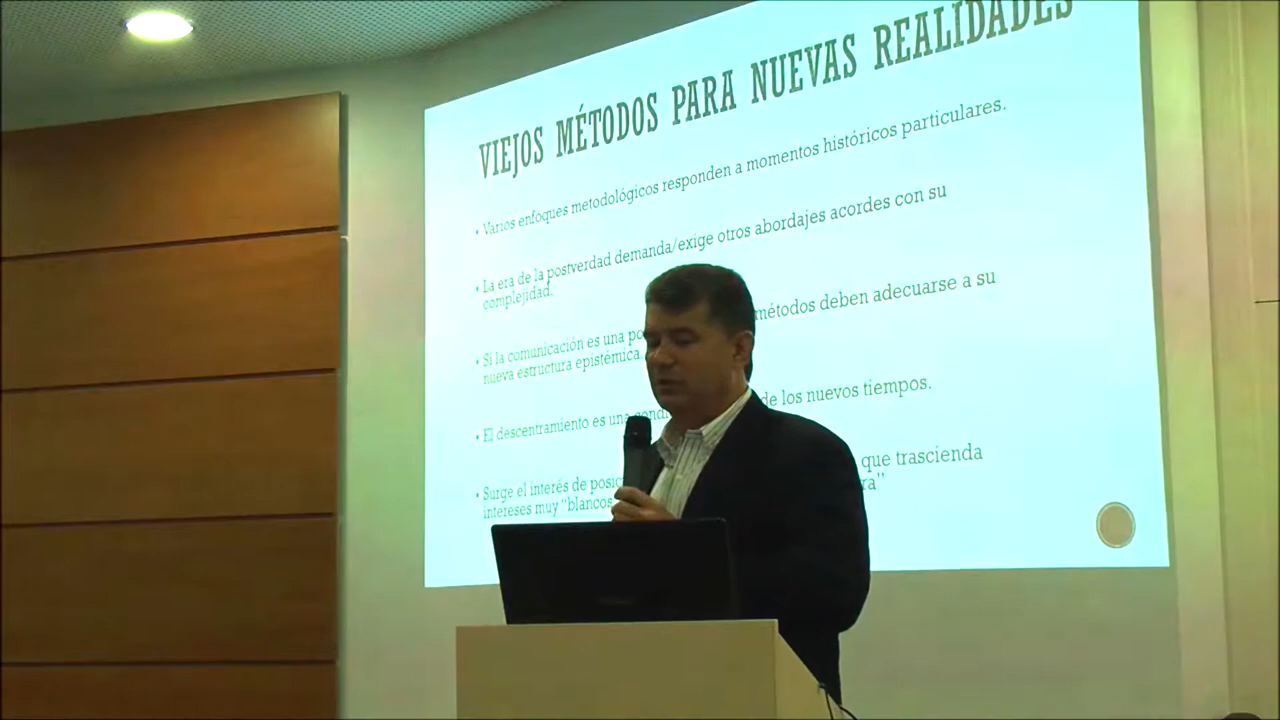 VIEJOS MÉTODOS PARA NUEVAS REALIDADES
• Varios enfoques metodológicos responden a momentos históricos particulares.
• La era de la postverdad demanda/exige otros abordajes acordes con su
complejidad.
• Si la comunicación es una métodos deben adecuarse a su
nueva estructura epistémica.
• El descentramiento es una de los nuevos tiempos.
• Surge el interés de que trascienda
intereses muy "blancos